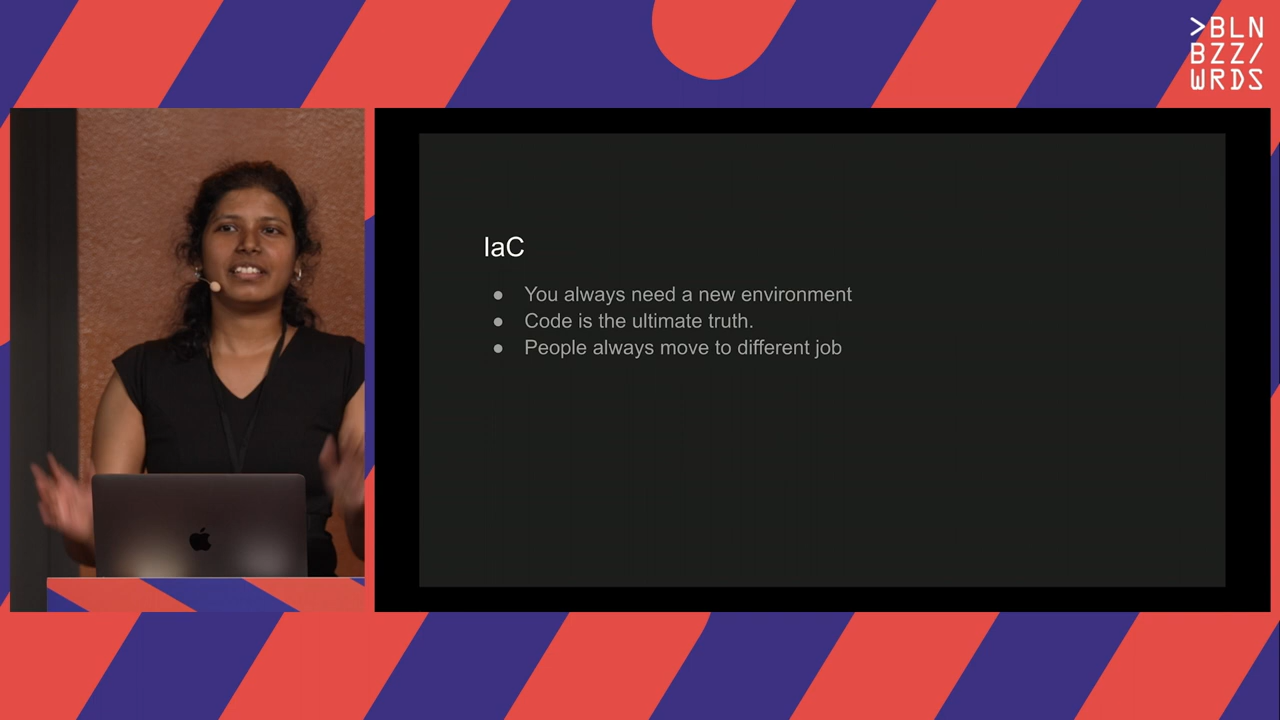 >BLN
BZZ/
WRDS
IaC
● You always need a new environment
● Code is the ultimate truth.
● People always move to different job